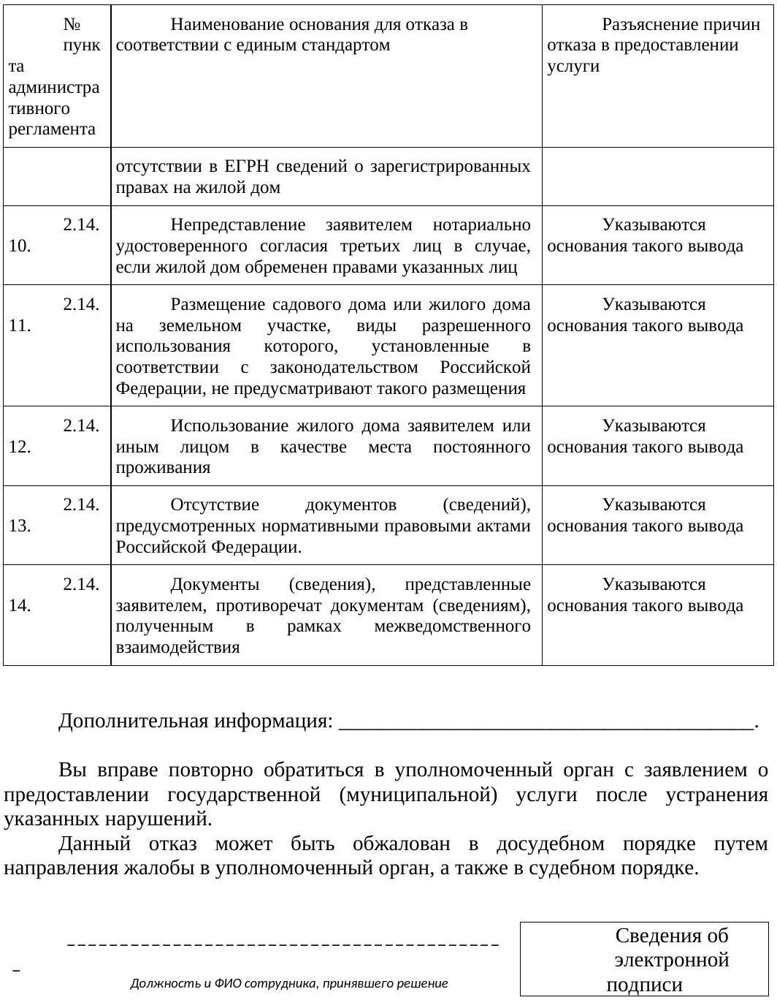 №
пунк
та
администра
тивного
регламента
Наименование основания для отказа в
соответствии с единым стандартом
Разъяснение причин
отказа в предоставлении
услуги
отсутствии в ЕГРН сведений о зарегистрированных
правах на жилой дом
2.14.
10.
Непредставление заявителем нотариально
удостоверенного согласия третьих лиц в случае,
если жилой дом обременен правами указанных лиц
Указываются
основания такого вывода
2.14.
11.
Размещение садового дома или жилого дома
на земельном участке, виды разрешенного
использования которого, установленные в
соответствии с законодательством Российской
Федерации, не предусматривают такого размещения
Указываются
основания такого вывода
2.14.
12.
Использование жилого дома заявителем или
иным лицом в качестве места постоянного
проживания
Указываются
основания такого вывода
2.14.
13.
Отсутствие документов (сведений),
предусмотренных нормативными правовыми актами
Российской Федерации.
Указываются
основания такого вывода
2.14.
14.
Документы (сведения), представленные
заявителем, противоречат документам (сведениям),
полученным в рамках межведомственного
взаимодействия
Указываются
основания такого вывода
Дополнительная информация: _______________________________________.
Вы вправе повторно обратиться в уполномоченный орган с заявлением о
предоставлении государственной (муниципальной) услуги после устранения
указанных нарушений.
Данный отказ может быть обжалован в досудебном порядке путем
направления жалобы в уполномоченный орган, а также в судебном порядке.
_________________________________________
_
Должность и ФИО сотрудника, принявшего решение
Сведения об
электронной
подписи